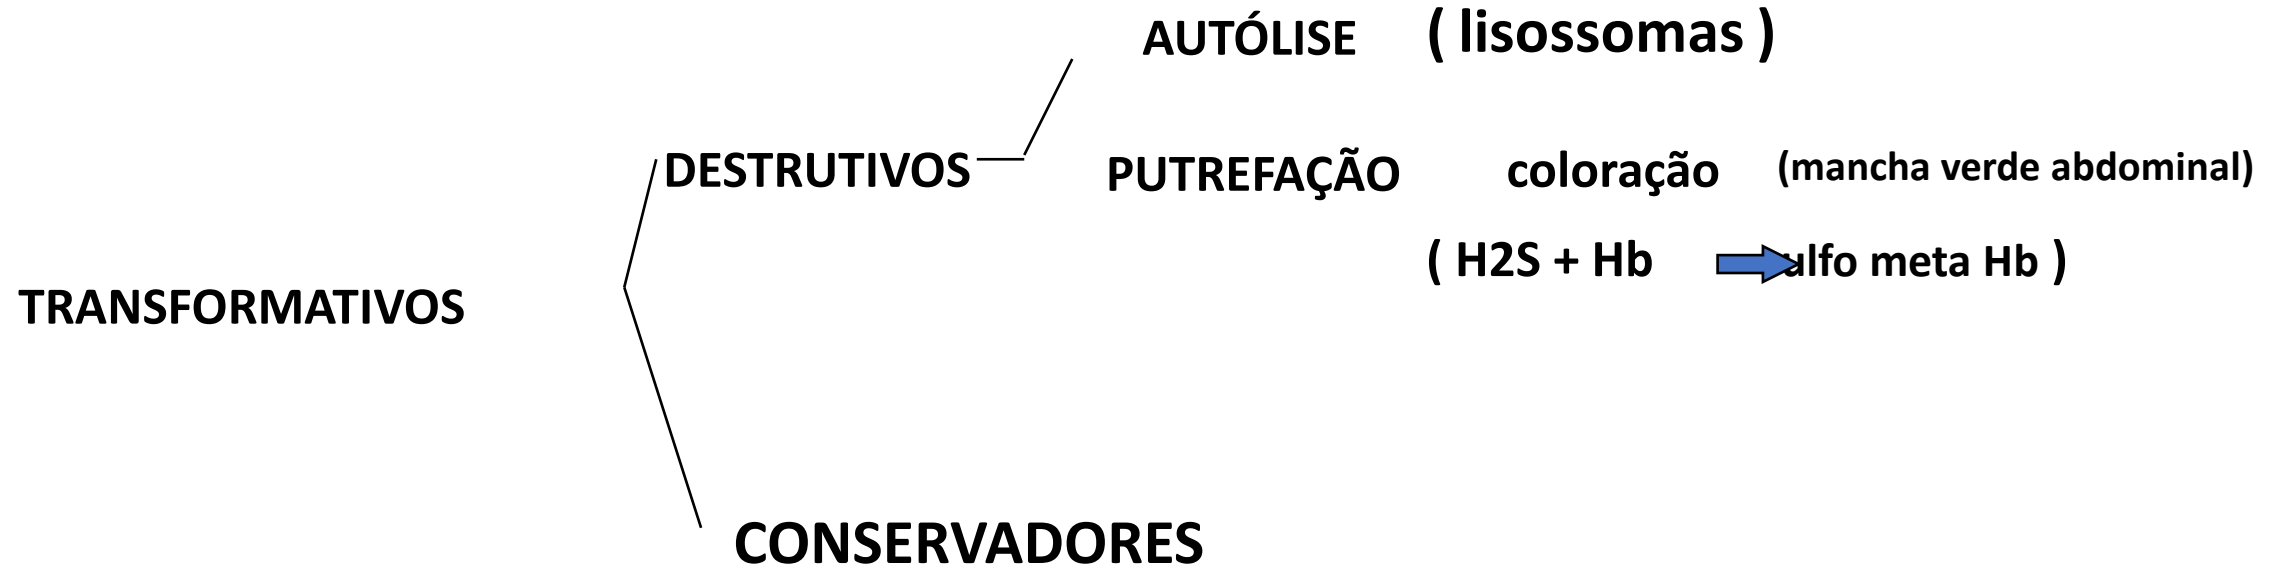 AUTÓLISE ( lisossomas )
DESTRUTIVOS PUTREFAÇÃO coloração (mancha verde abdominal)
( H2S + Hb ulfo meta Hb )
TRANSFORMATIVOS
CONSERVADORES